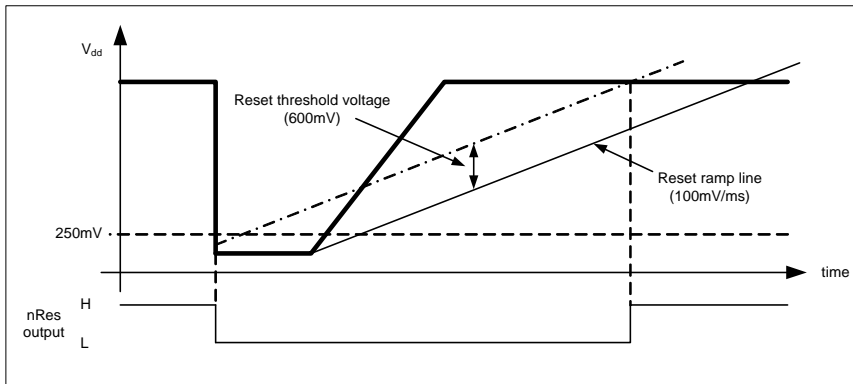 Vdd
Reset threshold voltage
(600mV)
Reset ramp line
(100mV/ms)
250mV
time
H
nRes
output
L